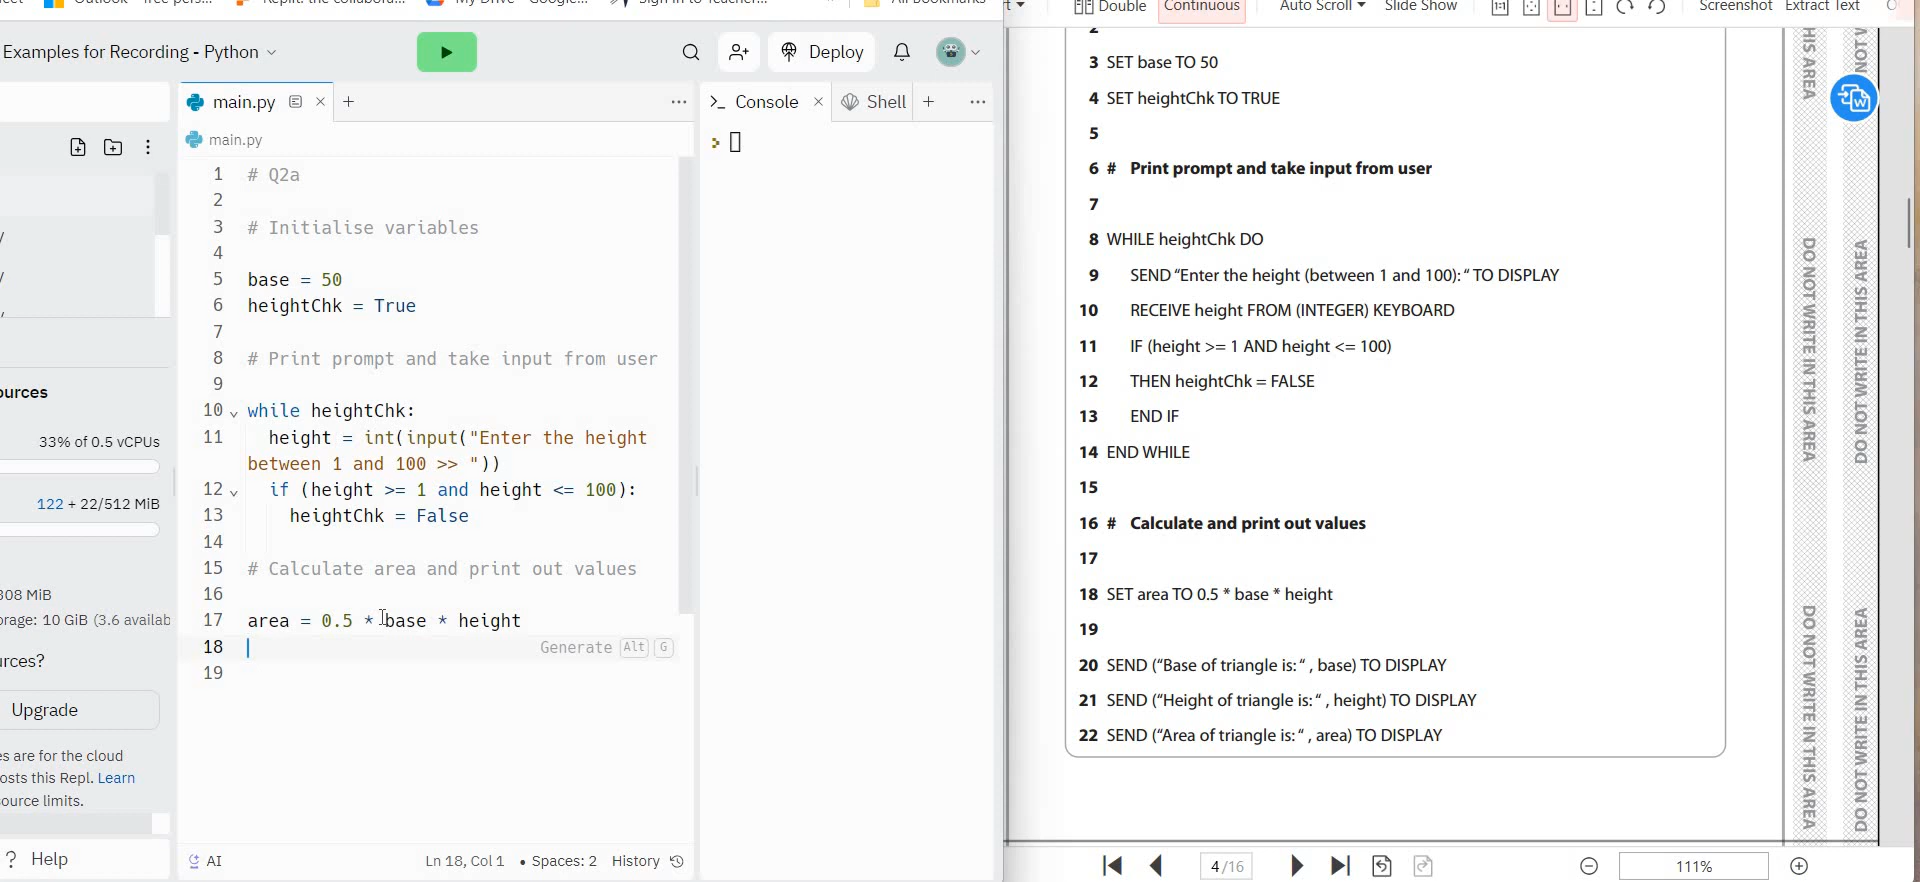 Double
Continuous
Auto Scroll
Slide Show
Screenshot
Extract Text
All Bookmarks
Examples for Recording - Python
Deploy
main.py
Console
Shell
main.py
1 # Q2a
2
3 # Initialise variables
4
5 base = 50
6 heightChk = True
7
8 # Print prompt and take input from user
9
10 while heightChk:
11 height = int(input("Enter the height
between 1 and 100 >> "))
12 if (height >= 1 and height <= 100):
13 heightChk = False
14
15 # Calculate area and print out values
16
17 area = 0.5 * base * height
18 Generate Alt G
19
AI
Ln 18, Col 1 • Spaces: 2 History
ources
33% of 0.5 vCPUs
122 + 22/512 MiB
308 MiB
orage: 10 GiB (3.6 availab
rces?
Upgrade
es are for the cloud
osts this Repl. Learn
ource limits.
? Help
3 SET base TO 50
4 SET heightChk TO TRUE
5
6 # Print prompt and take input from user
7
8 WHILE heightChk DO
9 SEND “Enter the height (between 1 and 100): “ TO DISPLAY
10 RECEIVE height FROM (INTEGER) KEYBOARD
11 IF (height >= 1 AND height <= 100)
12 THEN heightChk = FALSE
13 END IF
14 END WHILE
15
16 # Calculate and print out values
17
18 SET area TO 0.5 * base * height
19
20 SEND (“Base of triangle is: “ , base) TO DISPLAY
21 SEND (“Height of triangle is: “ , height) TO DISPLAY
22 SEND (“Area of triangle is: “ , area) TO DISPLAY
HIS AREA
DO NOT WRITE IN THIS AREA
DO NOT WRITE IN THIS AREA
NOT
DO NOT WRITE IN THIS AREA
DO NOT WRITE IN THIS AREA
4 /16
111%